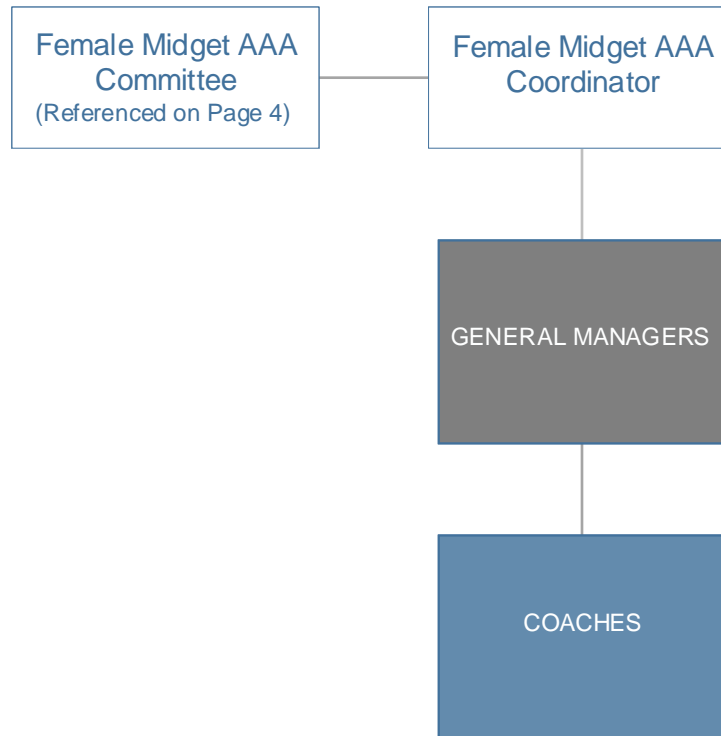 Female Midget AAA
Committee
(Referenced on Page 4)
Female Midget AAA
Coordinator
GENERAL MANAGERS
COACHES